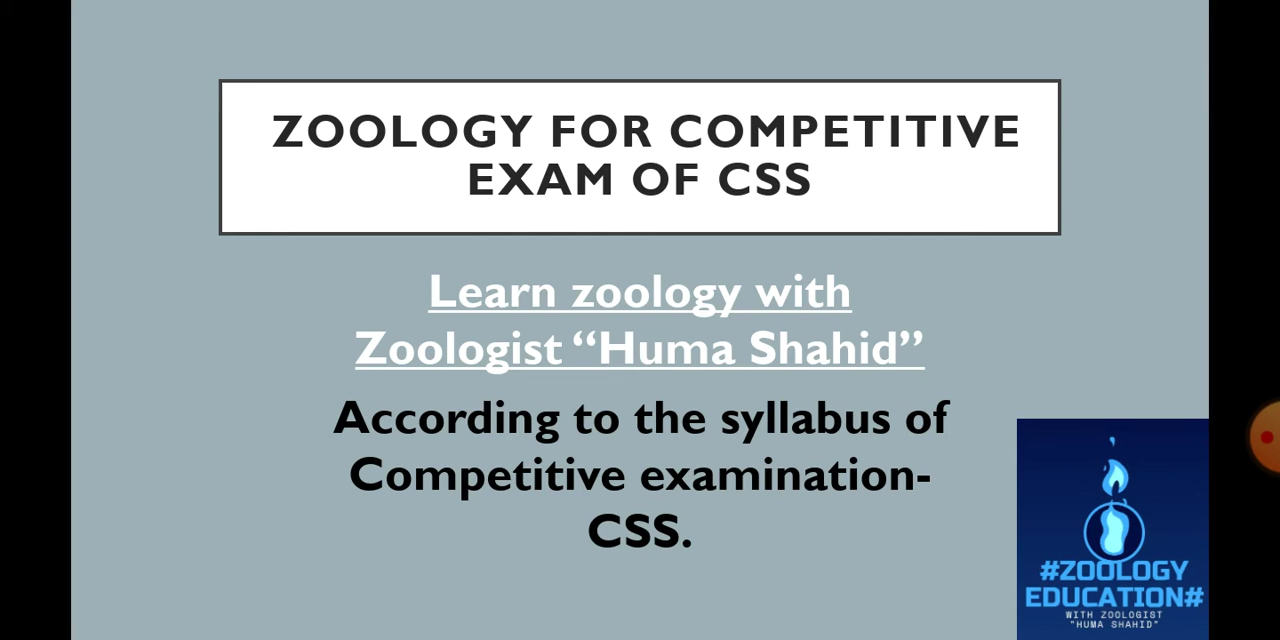 ZOOLOGY FOR COMPETITIVE
EXAM OF CSS
Learn zoology with
Zoologist “Huma Shahid”
According to the syllabus of
Competitive examination-
CSS.
#ZOOLOGY
EDUCATION#
WITH ZOOLOGIST
"HUMA SHAHID"